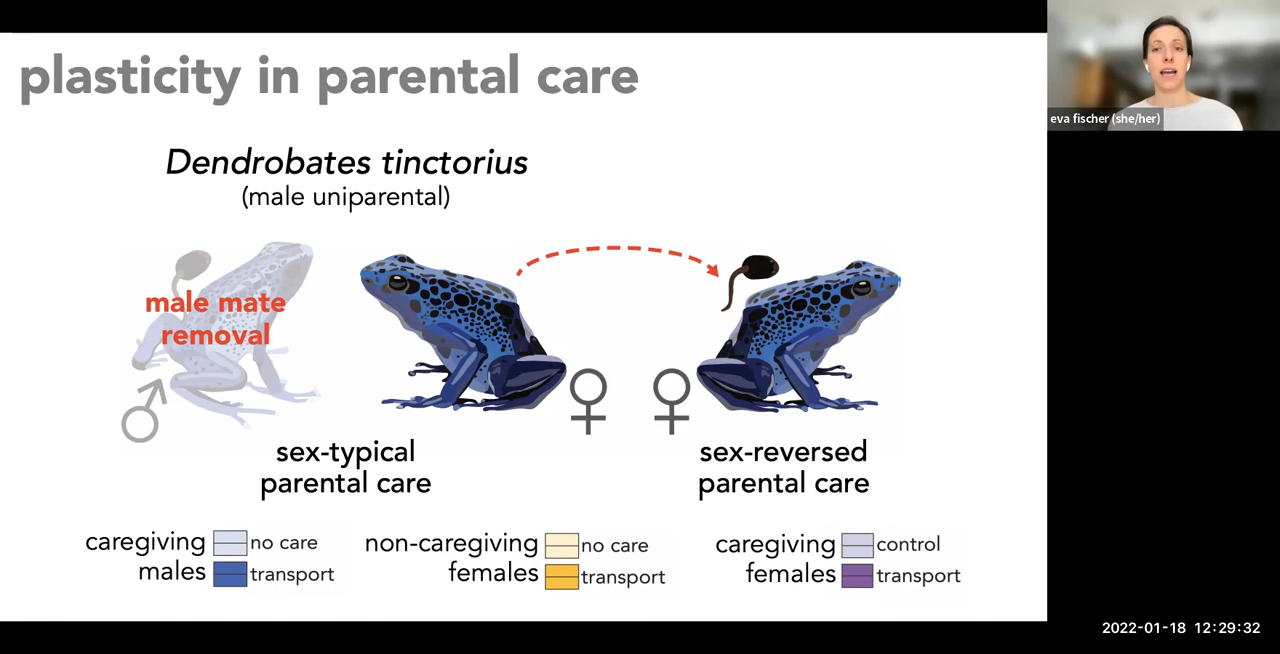 plasticity in parental care
eva fischer (she/her)
Dendrobates tinctorius
(male uniparental)
male mate
removal
sex-typical
parental care
sex-reversed
parental care
caregiving
males
no care
transport
non-caregiving
females
no care
transport
caregiving
females
control
transport
2022-01-18 12:29:32